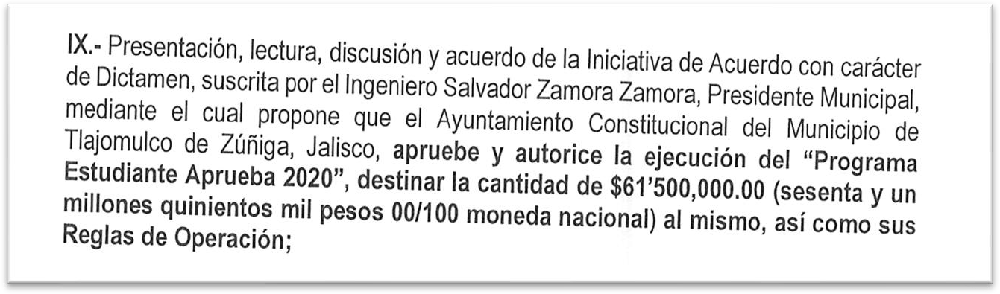 IX.- Presentación, lectura, discusión y acuerdo de la Iniciativa de Acuerdo con carácter
de Dictamen, suscrita por el Ingeniero Salvador Zamora Zamora, Presidente Municipal,
mediante el cual propone que el Ayuntamiento Constitucional del Municipio de
Tlajomulco de Zúñiga, Jalisco, apruebe y autorice la ejecución del “Programa
Estudiante Aprueba 2020”, destinar la cantidad de $61’500,000.00 (sesenta y un
millones quinientos mil pesos 00/100 moneda nacional) al mismo, así como sus
Reglas de Operación;